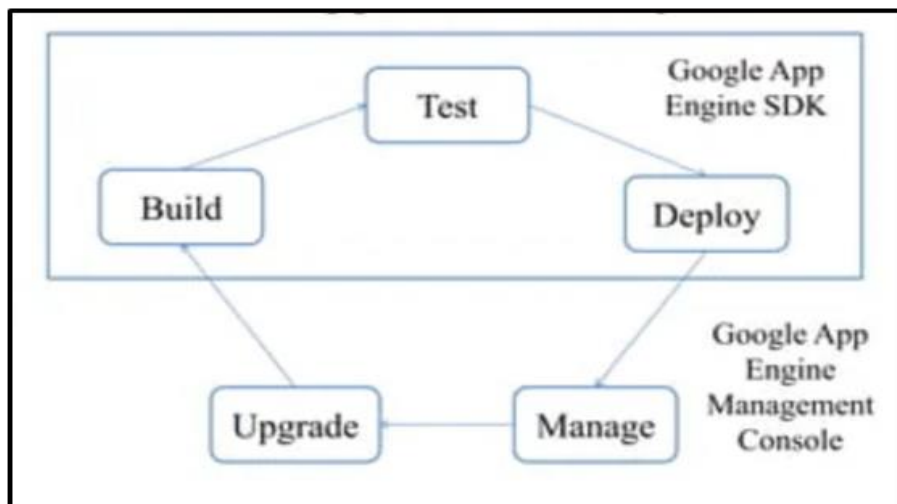 Google App
Engine SDK
Test
Build
Deploy
Google App
Engine
Management
Console
Upgrade
Manage